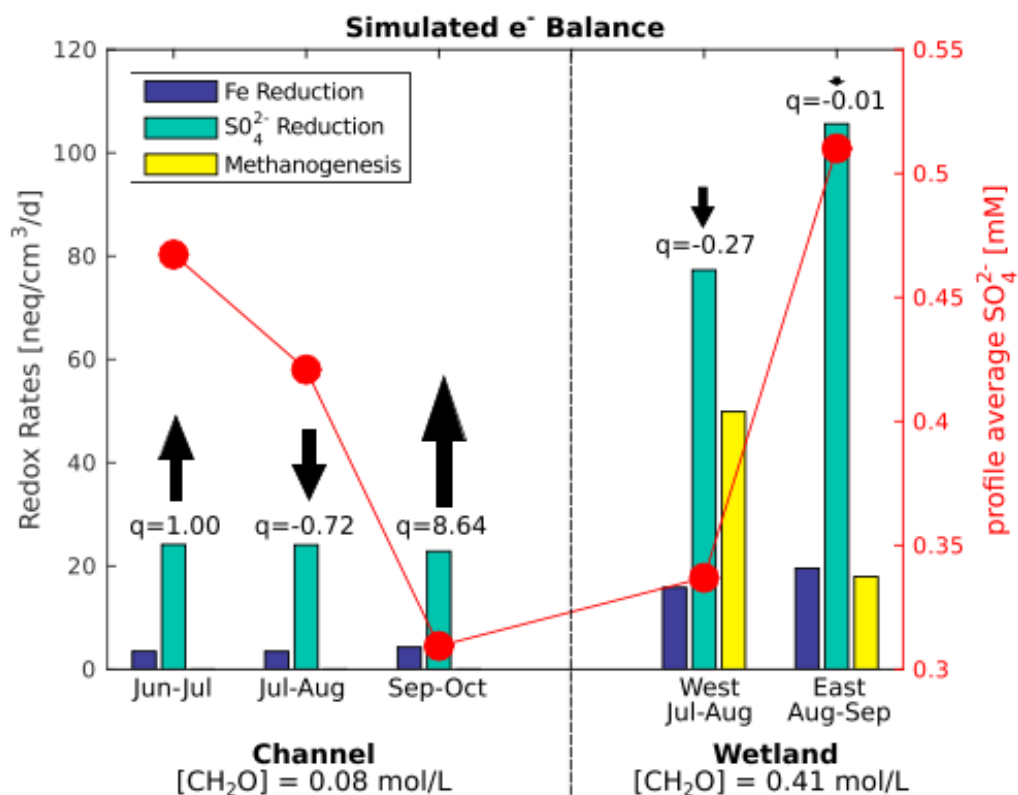 Simulated e⁻ Balance
120
100
80
60
40
20
0
Redox Rates [neq/cm³/d]
Fe Reduction
S0₄²⁻ Reduction
Methanogenesis
q=1.00
q=-0.72
q=8.64
q=-0.27
q=-0.01
0.55
0.5
0.45
0.4
0.35
0.3
profile average SO₄²⁻ [mM]
Jun-Jul
Jul-Aug
Sep-Oct
West
Jul-Aug
East
Aug-Sep
Channel
[CH₂O] = 0.08 mol/L
Wetland
[CH₂O] = 0.41 mol/L